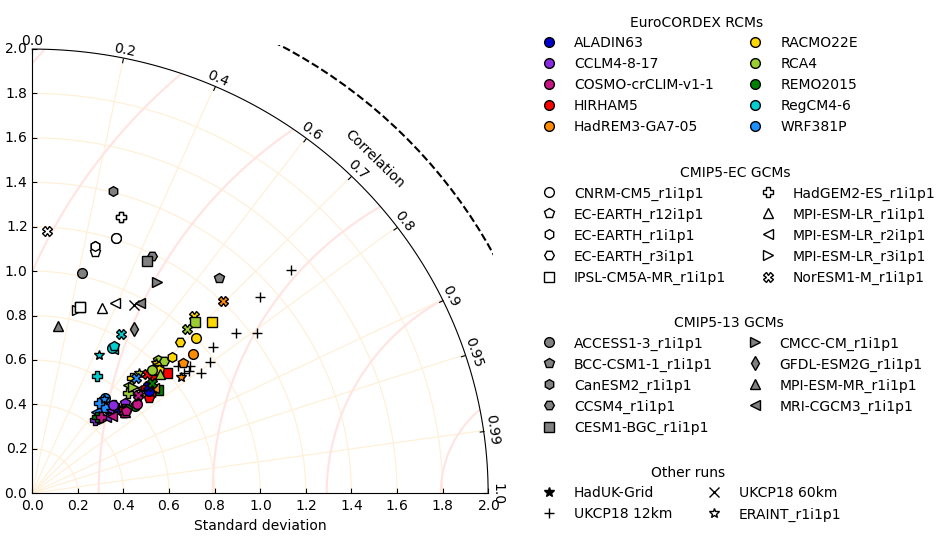 0.0
0.2
0.4
0.6
0.7
0.8
0.9
0.95
0.99
1.0
Correlation
2.0
1.8
1.6
1.4
1.2
1.0
0.8
0.6
0.4
0.2
0.0
0.0 0.2 0.4 0.6 0.8 1.0 1.2 1.4 1.6 1.8 2.0
Standard deviation
EuroCORDEX RCMs
ALADIN63 RACMO22E
CCLM4-8-17 RCA4
COSMO-crCLIM-v1-1 REMO2015
HIRHAM5 RegCM4-6
HadREM3-GA7-05 WRF381P
CMIP5-EC GCMs
CNRM-CM5_r1i1p1 HadGEM2-ES_r1i1p1
EC-EARTH_r12i1p1 MPI-ESM-LR_r1i1p1
EC-EARTH_r1i1p1 MPI-ESM-LR_r2i1p1
EC-EARTH_r3i1p1 MPI-ESM-LR_r3i1p1
IPSL-CM5A-MR_r1i1p1 NorESM1-M_r1i1p1
CMIP5-13 GCMs
ACCESS1-3_r1i1p1 CMCC-CM_r1i1p1
BCC-CSM1-1_r1i1p1 GFDL-ESM2G_r1i1p1
CanESM2_r1i1p1 MPI-ESM-MR_r1i1p1
CCSM4_r1i1p1 MRI-CGCM3_r1i1p1
CESM1-BGC_r1i1p1
Other runs
HadUK-Grid UKCP18 60km
UKCP18 12km ERAINT_r1i1p1